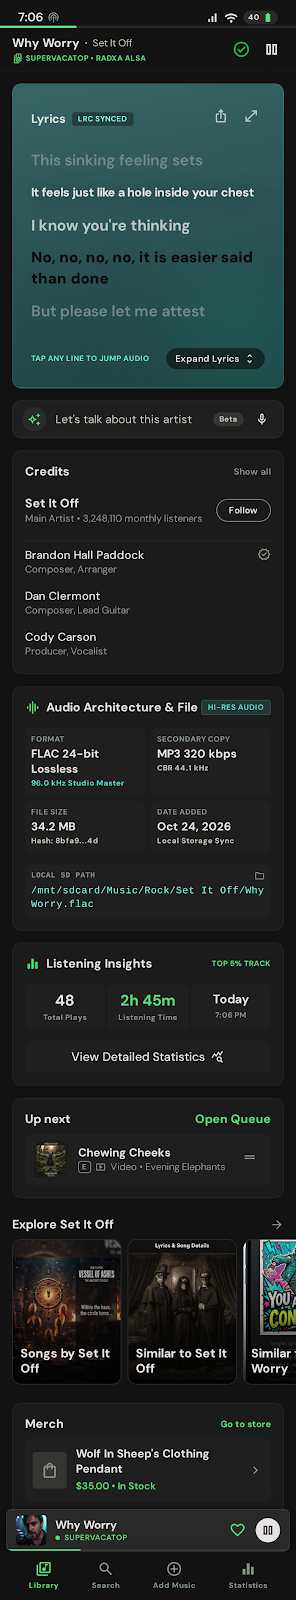 7:06
40
Why Worry • Set It Off
SUPERVACATOP • RADXA ALSA
Lyrics
LRC SYNCED
This sinking feeling sets
It feels just like a hole inside your chest
I know you're thinking
No, no, no, no, it is easier said
than done
But please let me attest
TAP ANY LINE TO JUMP AUDIO
Expand Lyrics
Let's talk about this artist
Beta
Credits
Show all
Set It Off
Main Artist • 3,248,110 monthly listeners
Follow
Brandon Hall Paddock
Composer, Arranger
Dan Clermont
Composer, Lead Guitar
Cody Carson
Producer, Vocalist
Audio Architecture & File
HI-RES AUDIO
FORMAT
FLAC 24-bit
Lossless
96.0 kHz Studio Master
SECONDARY COPY
MP3 320 kbps
CBR 44.1 kHz
FILE SIZE
34.2 MB
Hash: 8bfa9...4d
DATE ADDED
Oct 24, 2026
Local Storage Sync
LOCAL SD PATH
/mnt/sdcard/Music/Rock/Set It Off/Why
Worry.flac
Listening Insights
TOP 5% TRACK
48
Total Plays
2h 45m
Listening Time
Today
7:06 PM
View Detailed Statistics
Up next
Open Queue
Chewing Cheeks
E Video • Evening Elephants
Explore Set It Off
VESSEL OF ASHES
Within the haze,
the circle turns...
Songs by Set It
Off
Lyrics & Song Details
Similar to Set It
Off
YOU'
CON
Similar
Worry
Merch
Go to store
Wolf In Sheep's Clothing
Pendant
$35.00 • In Stock
Why Worry
SUPERVACATOP
Library
Search
Add Music
Statistics